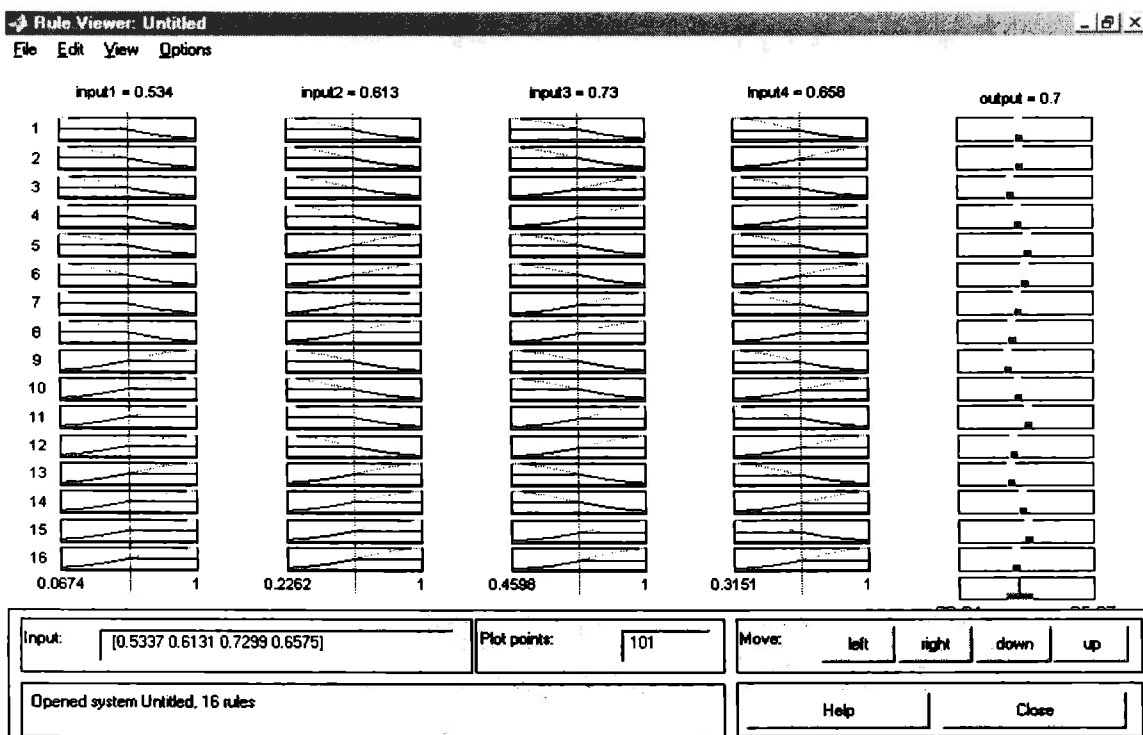 Rule Viewer: Untitled
File Edit View Options
input1 = 0.534 input2 = 0.613 input3 = 0.73 input4 = 0.658 output = 0.7
1
2
3
4
5
6
7
8
9
10
11
12
13
14
15
16
0.0674 1 0.2262 1 0.4598 1 0.3151 1
Input: [0.5337 0.6131 0.7299 0.6575] Plot points: 101 Move: left right down up
Opened system Untitled, 16 rules Help Close